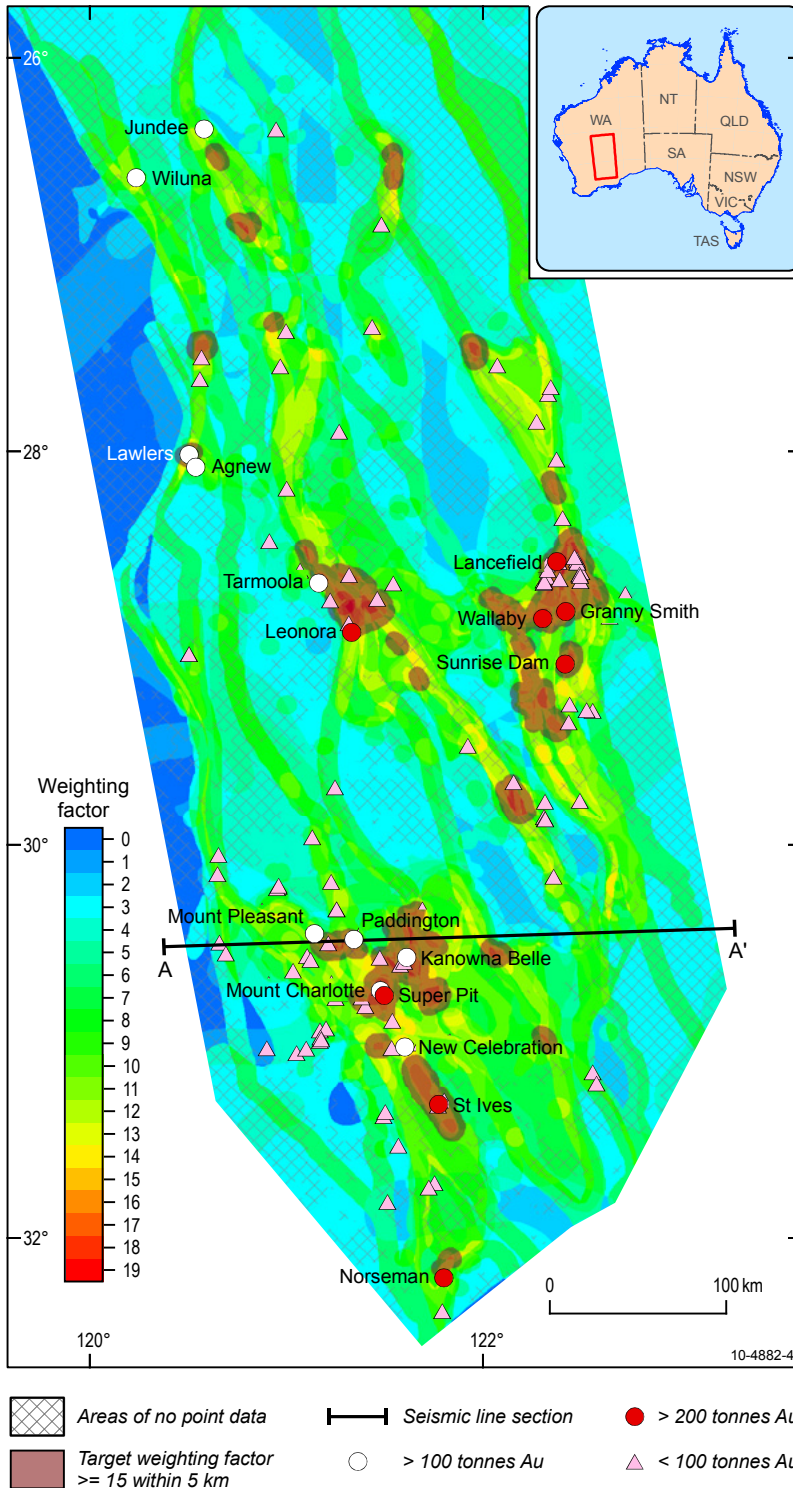 26°
28°
30°
32°
120°
122°
WA
NT
QLD
SA
NSW
VIC
TAS
Jundee
Wiluna
Lawlers
Agnew
Lancefield
Tarmoola
Wallaby
Granny Smith
Leonora
Sunrise Dam
Mount Pleasant
Paddington
A
A'
Kanowna Belle
Mount Charlotte
Super Pit
New Celebration
St Ives
Norseman
Weighting
factor
0
1
2
3
4
5
6
7
8
9
10
11
12
13
14
15
16
17
18
19
0
100 km
10-4882-4
Areas of no point data
Seismic line section
> 200 tonnes Au
Target weighting factor
>= 15 within 5 km
> 100 tonnes Au
< 100 tonnes Au